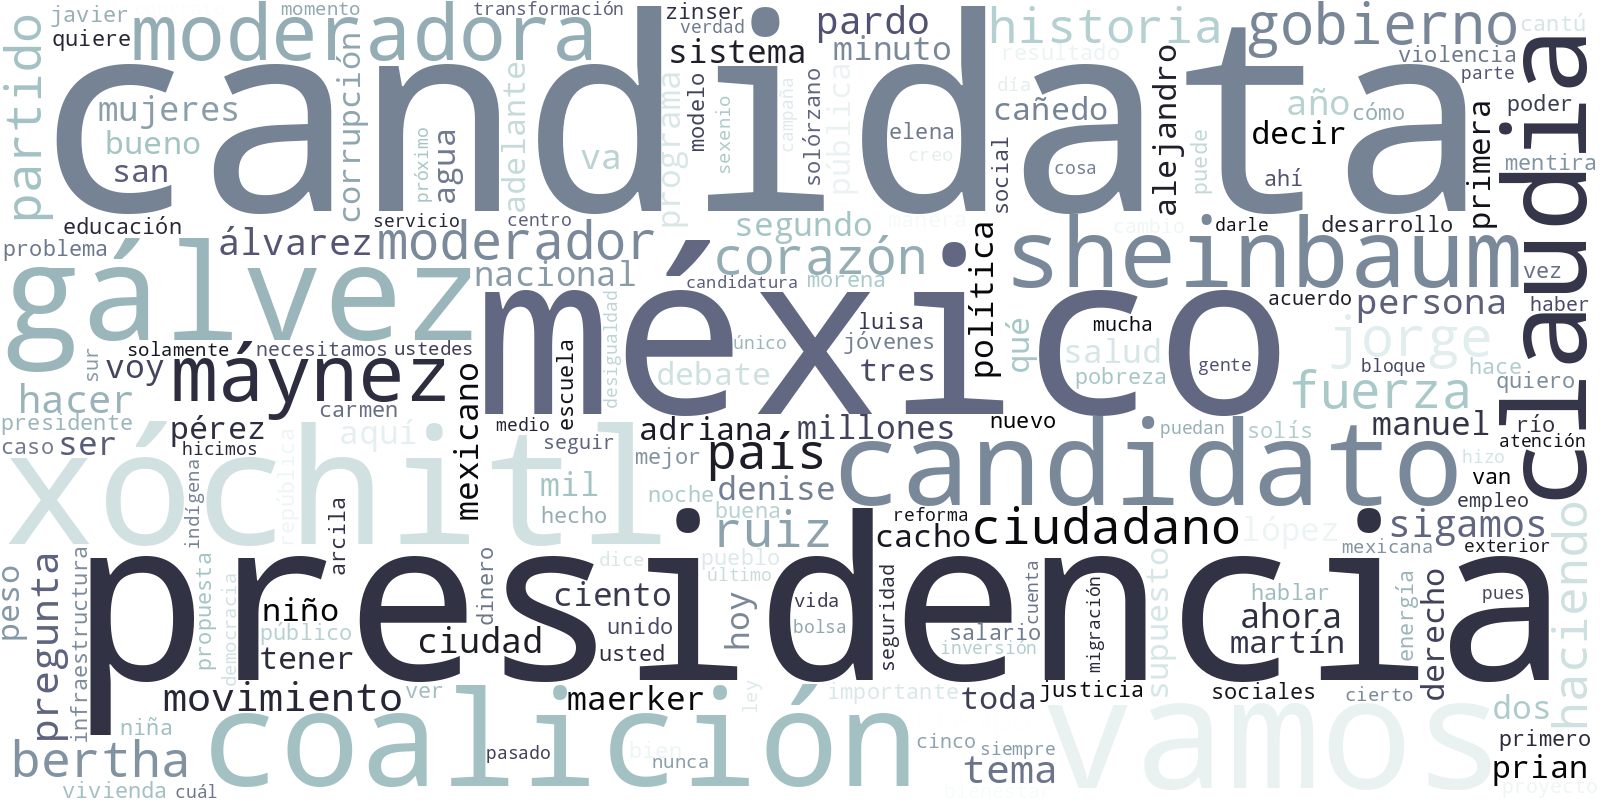 javier
momento
transformación
zinser
pardo
historia
gobierno
cantú
quiere
moderadora
verdad
sistema
minuto
resultado
violencia
partido
candidata
parte
mujeres
corrupción
adelante
programa
modelo
sexenio
campaña
solórzano
pública
elena
cañedo
día
año
cómo
poder
bueno
va
creo
decir
mentira
san
próximo
agua
social
cosa
alejandro
puede
ahí
primera
claudia
educación
servicio
centro
segundo
manera
cambio
darle
desarrollo
problema
álvarez
moderador
corazón
política
sheinbaum
vez
gálvez
nacional
candidatura
morena
acuerdo
persona
haber
méxico
luisa
qué
mucha
jorge
sur
solamente
necesitamos
ustedes
escuela
desigualdad
único
jóvenes
salud
gente
bloque
hace
voy
máynez
debate
tres
pobreza
fuerza
quiero
hacer
carmen
mexicano
presidente
pérez
medio
adriana
millones
nuevo
candidato
puedan
solís
manuel
río
caso
ser
hicimos
república
aquí
seguir
mejor
país
atención
hizo
xóchitl
indígena
mil
noche
denise
van
hecho
buena
empleo
arcila
ruiz
reforma
cacho
ciudadano
lópez
sigamos
peso
pregunta
infraestructura
presidencia
dice
pueblo
mexicana
exterior
haciendo
propuesta
democracia
dinero
último
hoy
seguridad
cuenta
migración
supuesto
energía
derecho
niño
ciento
vida
hablar
pues
público
ciudad
unido
bolsa
salario
ahora
tener
usted
inversión
martín
movimiento
ver
coalición
maerker
ley
importante
toda
justicia
sociales
cierto
niña
vamos
dos
bertha
pasado
bien
nunca
cinco
siempre
primero
tema
prian
vivienda
cuál
bienestar
proyecto